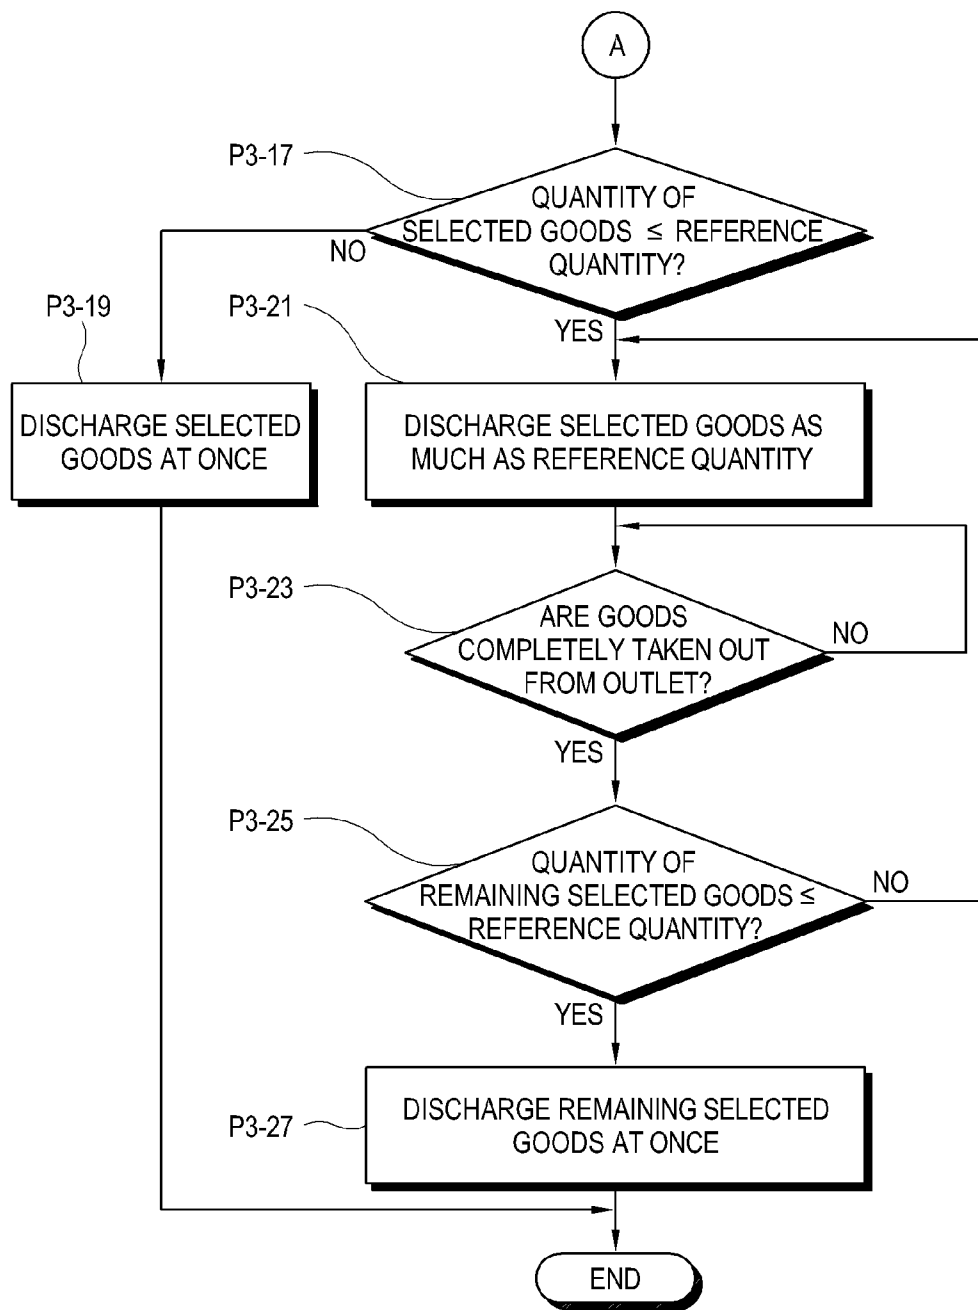 A
P3-17
QUANTITY OF
SELECTED GOODS ≤ REFERENCE
QUANTITY?
NO
YES
P3-19
P3-21
DISCHARGE SELECTED
GOODS AT ONCE
DISCHARGE SELECTED GOODS AS
MUCH AS REFERENCE QUANTITY
P3-23
ARE GOODS
COMPLETELY TAKEN OUT
FROM OUTLET?
NO
YES
P3-25
QUANTITY OF
REMAINING SELECTED GOODS ≤
REFERENCE QUANTITY?
NO
YES
P3-27
DISCHARGE REMAINING SELECTED
GOODS AT ONCE
END